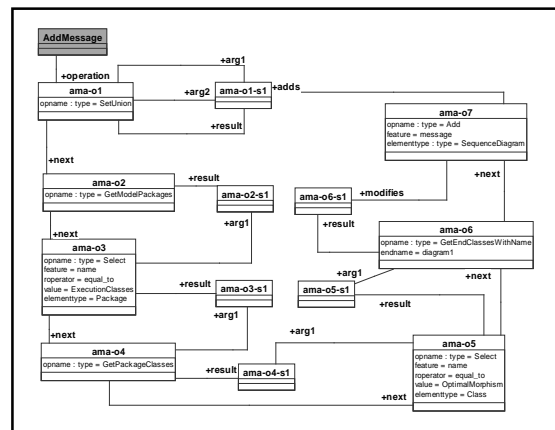 AddMessage
+operation
+arg1
ama-o1
opname : type = SetUnion
+arg2
ama-o1-s1
+adds
+result
ama-o7
opname : type = Add
feature = message
elementtype : type = SequenceDiagram
+next
+next
ama-o2
opname : type = GetModelPackages
+result
ama-o2-s1
ama-o6-s1
+modifies
+next
+arg1
+result
ama-o6
opname : type = GetEndClassesWithName
endname = diagram1
ama-o3
opname : type = Select
feature = name
roperator = equal_to
value = ExecutionClasses
elementtype = Package
+result
ama-o3-s1
+arg1
ama-o5-s1
+next
+result
+next
+arg1
+arg1
ama-o4
opname : type = GetPackageClasses
+result
ama-o4-s1
ama-o5
opname : type = Select
feature = name
roperator = equal_to
value = OptimalMorphism
elementtype = Class
+next